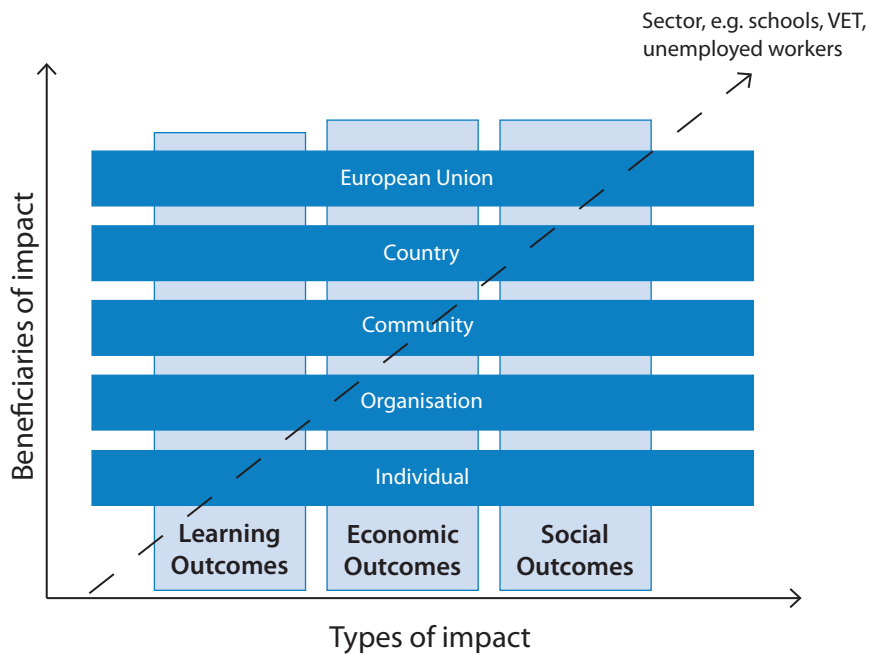 Sector, e.g. schools, VET,
unemployed workers
Beneficiaries of impact
European Union
Country
Community
Organisation
Individual
Learning
Outcomes
Economic
Outcomes
Social
Outcomes
Types of impact